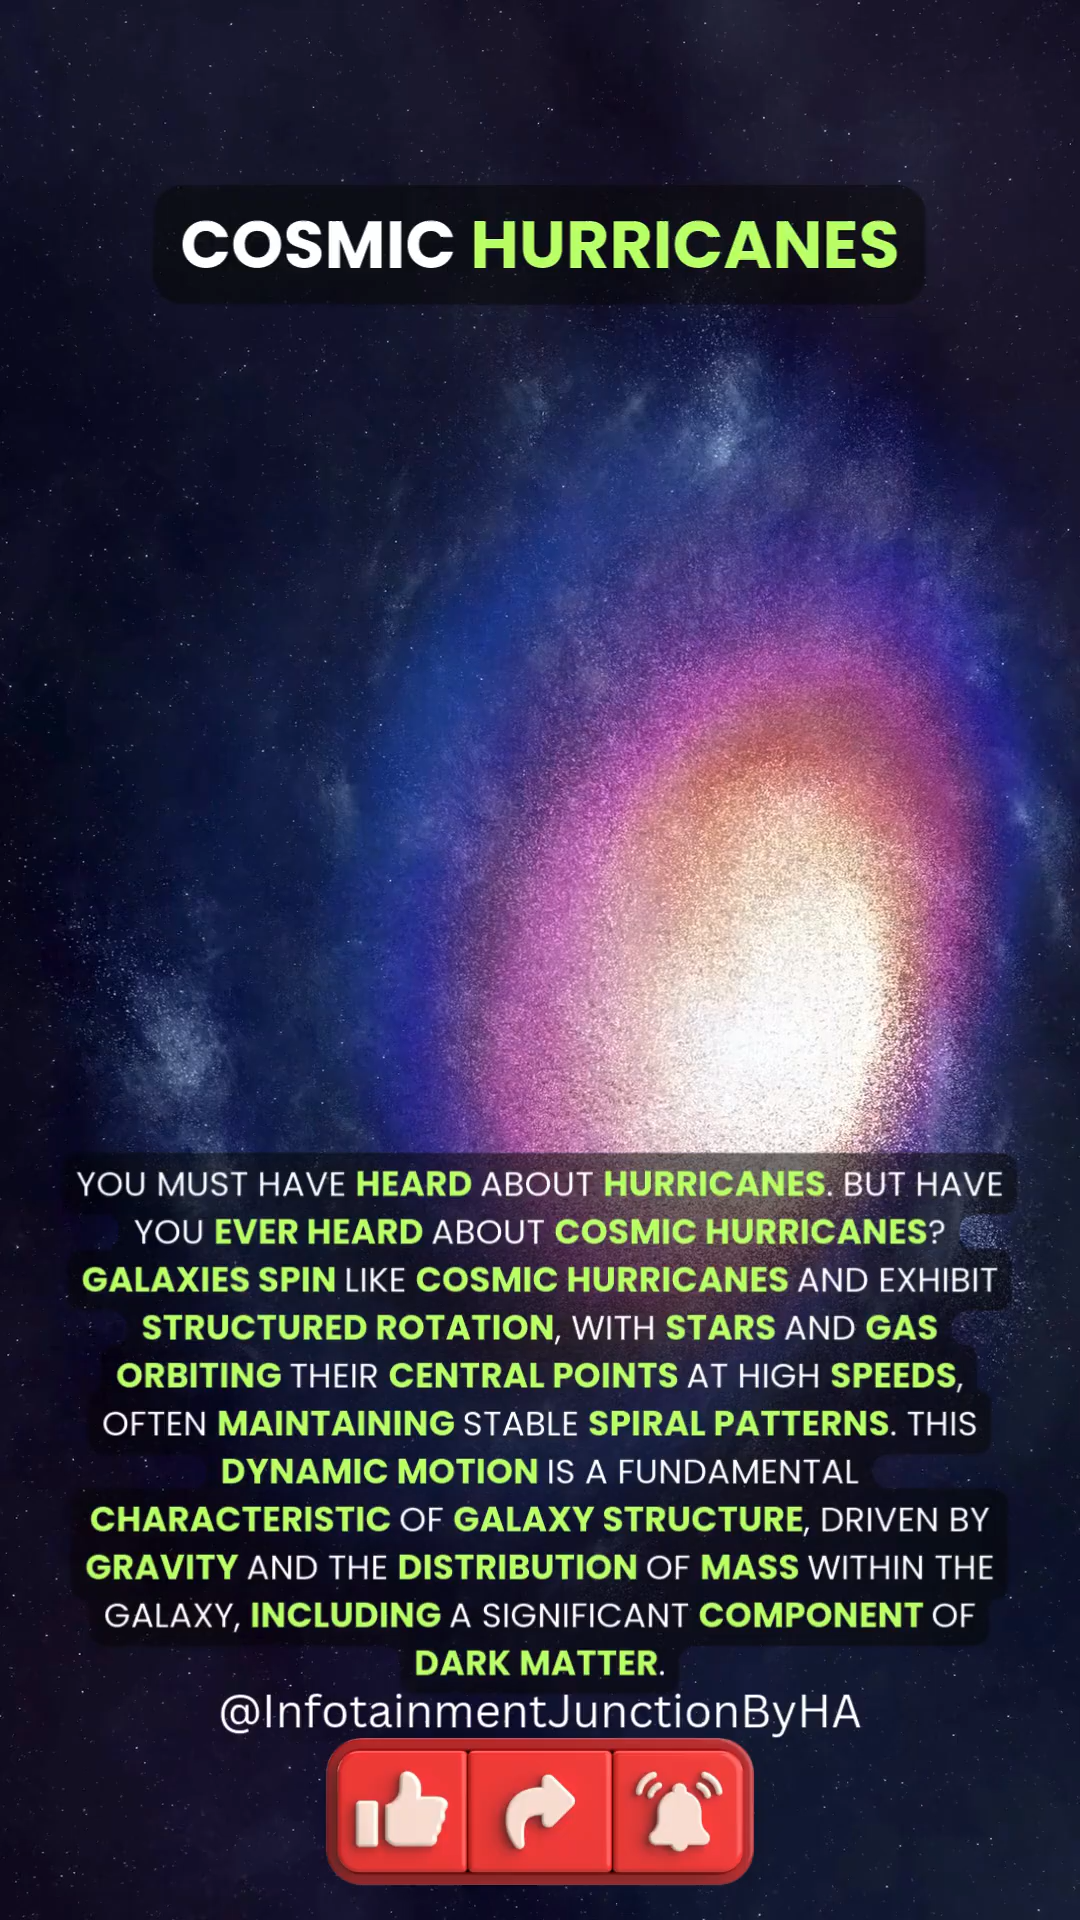 COSMIC HURRICANES
YOU MUST HAVE HEARD ABOUT HURRICANES. BUT HAVE
YOU EVER HEARD ABOUT COSMIC HURRICANES?
GALAXIES SPIN LIKE COSMIC HURRICANES AND EXHIBIT
STRUCTURED ROTATION, WITH STARS AND GAS
ORBITING THEIR CENTRAL POINTS AT HIGH SPEEDS,
OFTEN MAINTAINING STABLE SPIRAL PATTERNS. THIS
DYNAMIC MOTION IS A FUNDAMENTAL
CHARACTERISTIC OF GALAXY STRUCTURE, DRIVEN BY
GRAVITY AND THE DISTRIBUTION OF MASS WITHIN THE
GALAXY, INCLUDING A SIGNIFICANT COMPONENT OF
DARK MATTER.
@InfotainmentJunctionByHA